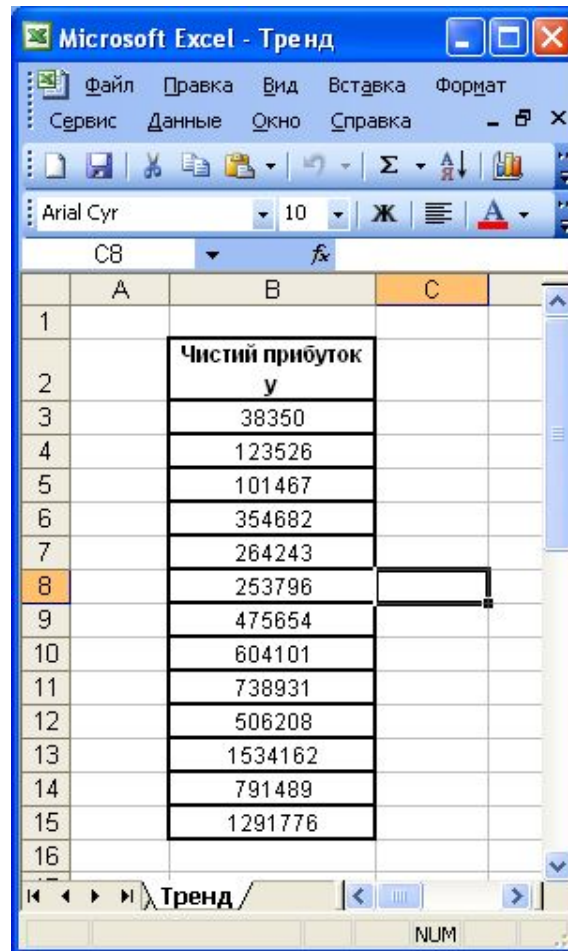 Microsoft Excel - Тренд
Файл Правка Вид Вставка Формат
Сервис Данные Окно Справка
Arial Cyr 10 Ж А
C8 fx
A B C
1
2 Чистий прибуток
у
3 38350
4 123526
5 101467
6 354682
7 264243
8 253796
9 475654
10 604101
11 738931
12 506208
13 1534162
14 791489
15 1291776
16
Тренд
NUM